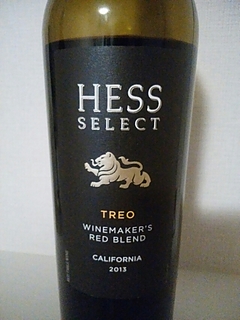 HESS
SELECT
TREO
WINEMAKER'S
RED BLEND
CALIFORNIA
2013